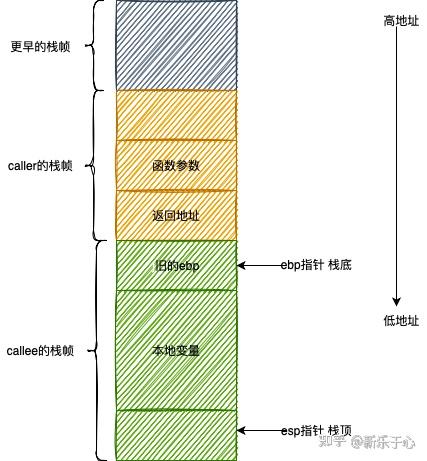 高地址
更早的栈帧
函数参数
caller的栈帧
返回地址
旧的ebp
ebp指针 栈底
低地址
callee的栈帧
本地变量
esp指针 栈顶
知乎 @新乐于心